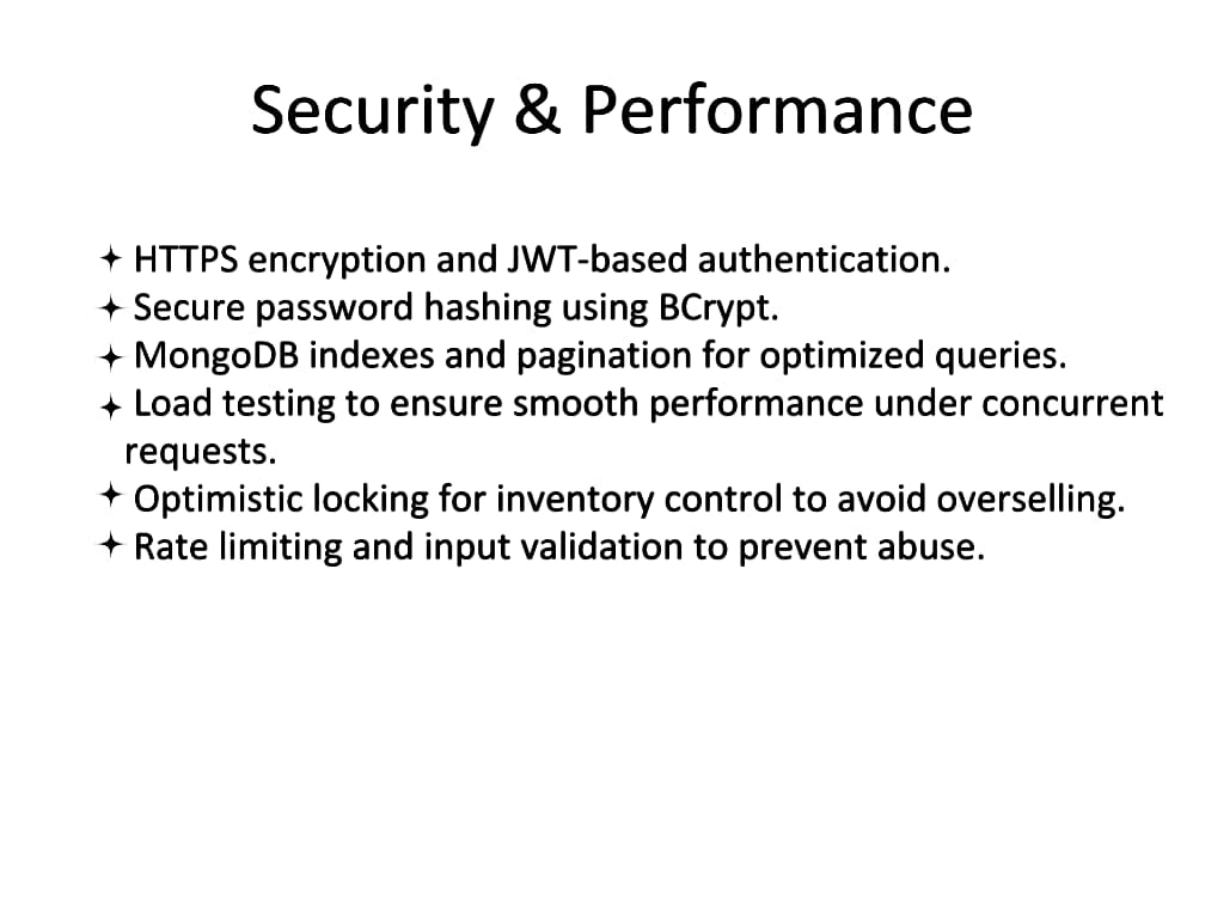 Security & Performance
✦ HTTPS encryption and JWT-based authentication.
✦ Secure password hashing using BCrypt.
✦ MongoDB indexes and pagination for optimized queries.
✦ Load testing to ensure smooth performance under concurrent
requests.
✦ Optimistic locking for inventory control to avoid overselling.
✦ Rate limiting and input validation to prevent abuse.